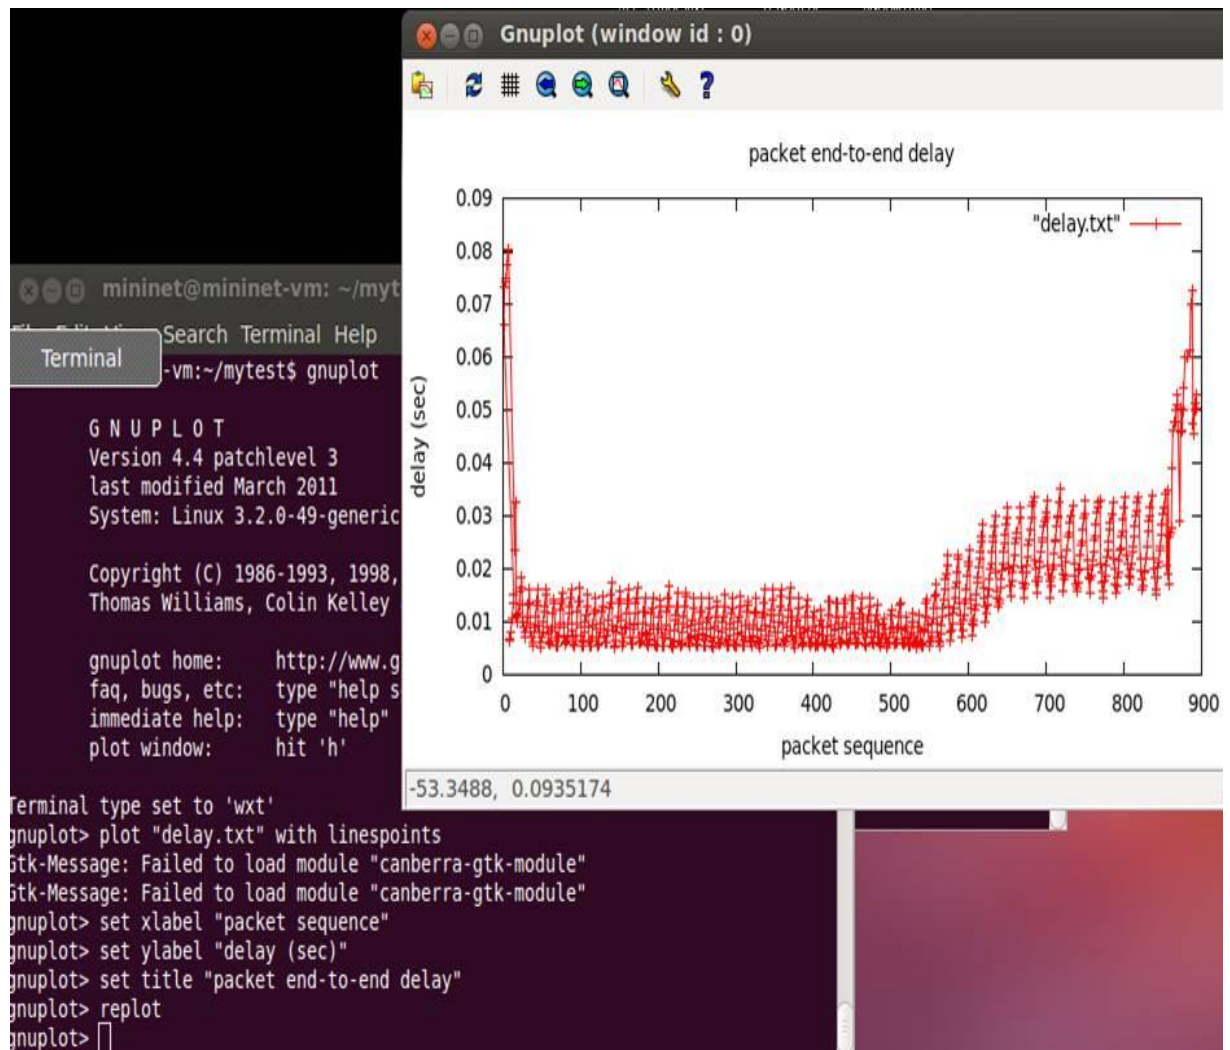 Gnuplot (window id : 0)
packet end-to-end delay
"delay.txt"
0.09
0.08
0.07
0.06
0.05
0.04
0.03
0.02
0.01
0
delay (sec)
0 100 200 300 400 500 600 700 800 900
packet sequence
-53.3488, 0.0935174
mininet@mininet-vm: ~/myt
Search Terminal Help
Terminal
-vm:~/mytest$ gnuplot
G N U P L O T
Version 4.4 patchlevel 3
last modified March 2011
System: Linux 3.2.0-49-generic
Copyright (C) 1986-1993, 1998,
Thomas Williams, Colin Kelley
gnuplot home: http://www.g
faq, bugs, etc: type "help s
immediate help: type "help"
plot window: hit 'h'
Terminal type set to 'wxt'
gnuplot> plot "delay.txt" with linespoints
Gtk-Message: Failed to load module "canberra-gtk-module"
Gtk-Message: Failed to load module "canberra-gtk-module"
gnuplot> set xlabel "packet sequence"
gnuplot> set ylabel "delay (sec)"
gnuplot> set title "packet end-to-end delay"
gnuplot> replot
gnuplot>